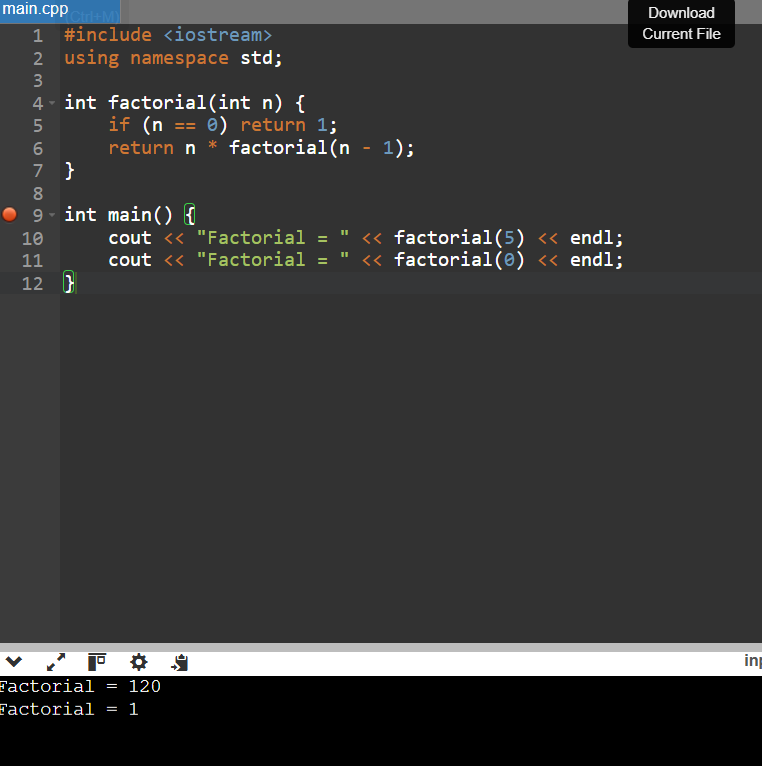 main.cpp
(Ctrl+M)
Download
Current File
1 #include <iostream>
2 using namespace std;
3
4 int factorial(int n) {
5     if (n == 0) return 1;
6     return n * factorial(n - 1);
7 }
8
9 int main() {
10     cout << "Factorial = " << factorial(5) << endl;
11     cout << "Factorial = " << factorial(0) << endl;
12 }
inp
Factorial = 120
Factorial = 1